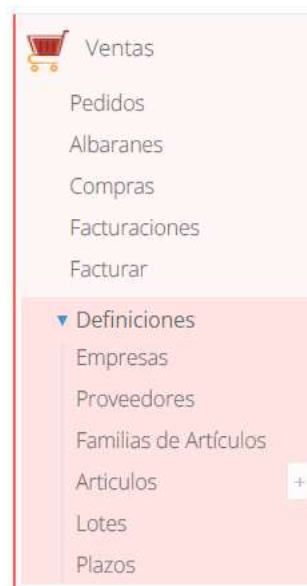 Ventas
Pedidos
Albaranes
Compras
Facturaciones
Facturar
Definiciones
Empresas
Proveedores
Familias de Artículos
Articulos
+
Lotes
Plazos